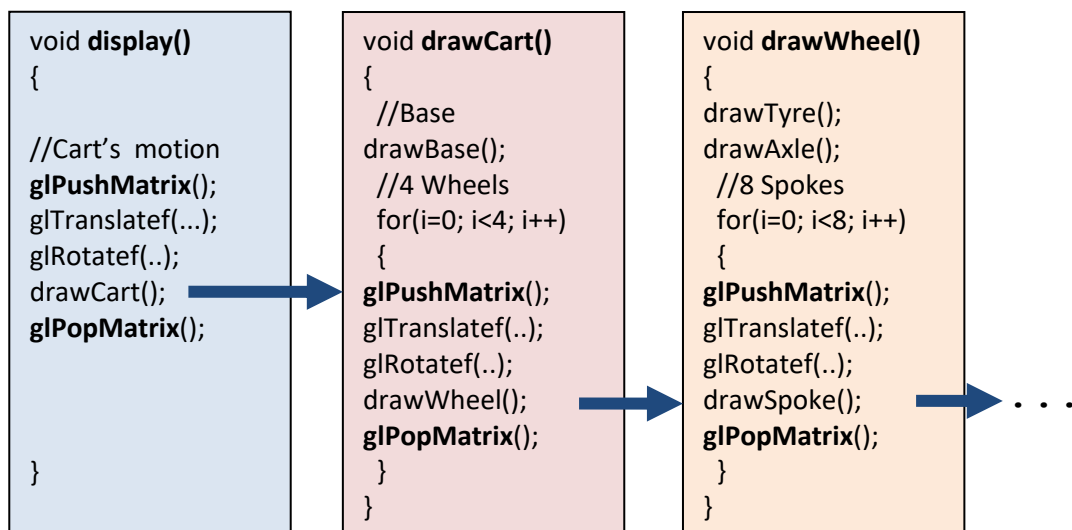 void display()
{
//Cart's motion
glPushMatrix();
glTranslatef(...);
glRotatef(..);
drawCart();
glPopMatrix();
}
void drawCart()
{
//Base
drawBase();
//4 Wheels
for(i=0; i<4; i++)
{
glPushMatrix();
glTranslatef(..);
glRotatef(..);
drawWheel();
glPopMatrix();
}
}
void drawWheel()
{
drawTyre();
drawAxle();
//8 Spokes
for(i=0; i<8; i++)
{
glPushMatrix();
glTranslatef(..);
glRotatef(..);
drawSpoke();
glPopMatrix();
}
}
. . .